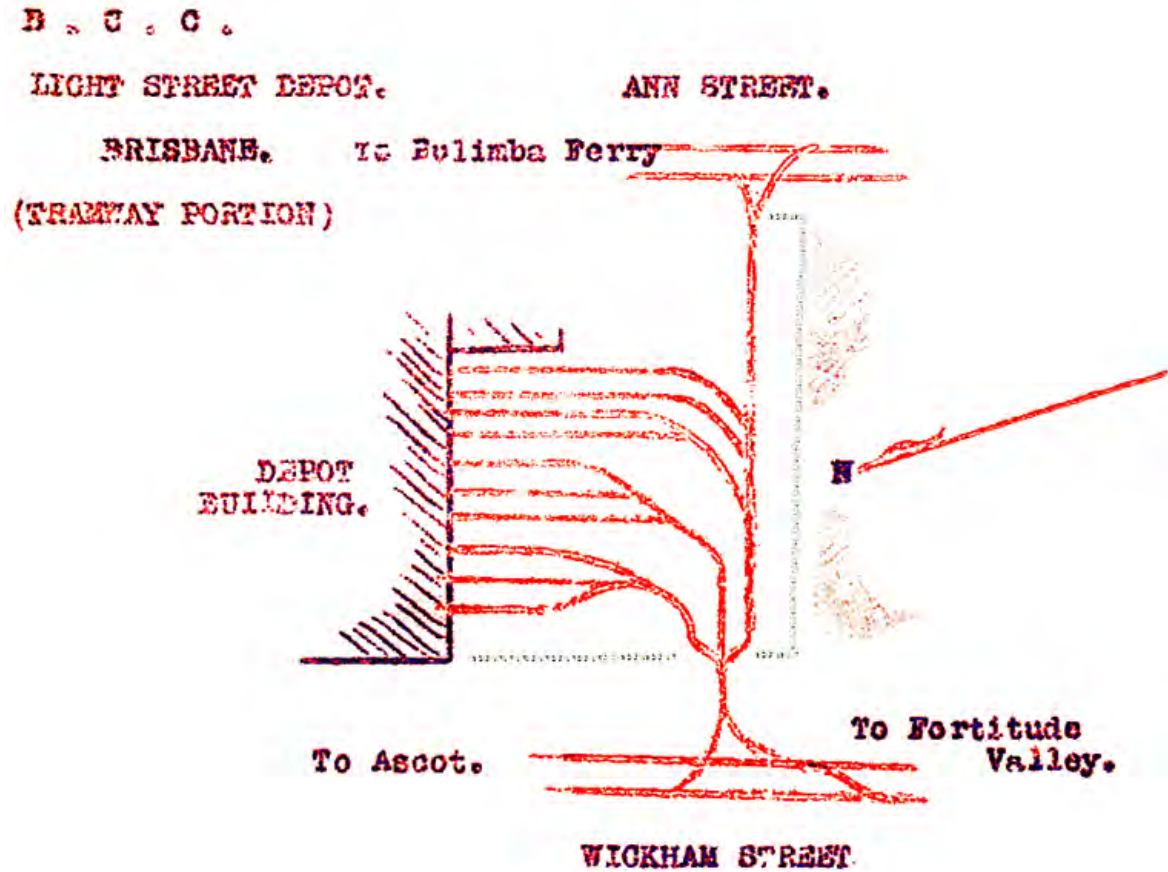 B. C. C.
LIGHT STREET DEPOT. ANN STREET.
BRISBANE. To Bulimba Ferry
(TRAMWAY PORTION)
DEPOT
BUILDING.
N
To Ascot.
To Fortitude
Valley.
WICKHAM STREET